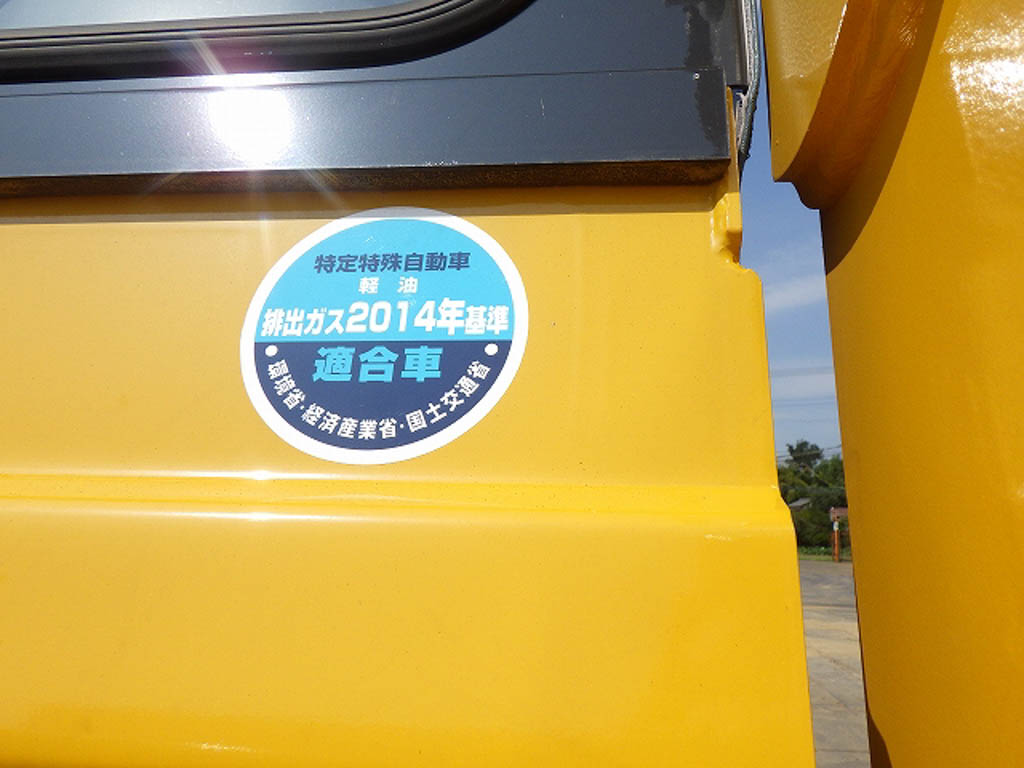 特定特殊自動車
軽油
排出ガス2014年基準
適合車
・環境省・経済産業省・国土交通省・